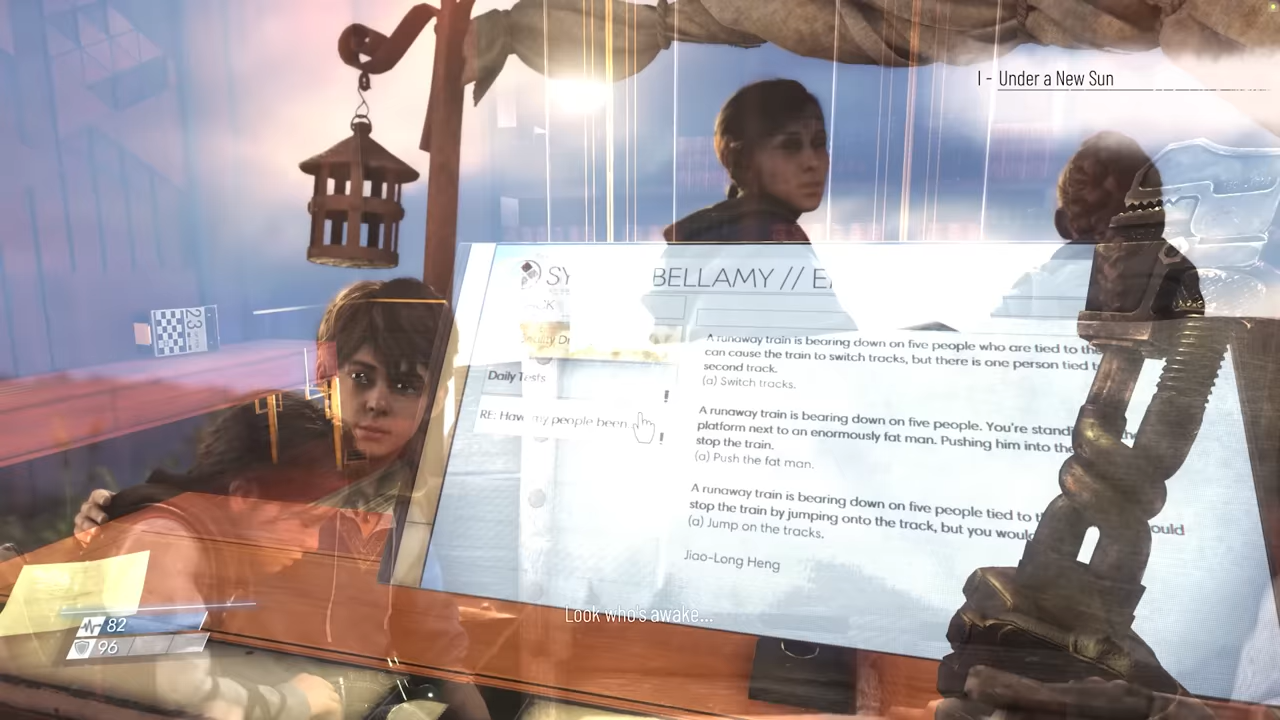 I - Under a New Sun
BELLAMY //
Daily Tests
RE: Have my people been
A runaway train is bearing down on five people who are tied to the
can cause the train to switch tracks, but there is one person tied
second track.
(a) Switch tracks.
A runaway train is bearing down on five people. You're standing
platform next to an enormously fat man. Pushing him into the
stop the train.
(a) Push the fat man.
A runaway train is bearing down on five people tied to
stop the train by jumping onto the track, but you would
(a) Jump on the tracks.
Jiao-Long Heng
23
Look who's awake...
82
96